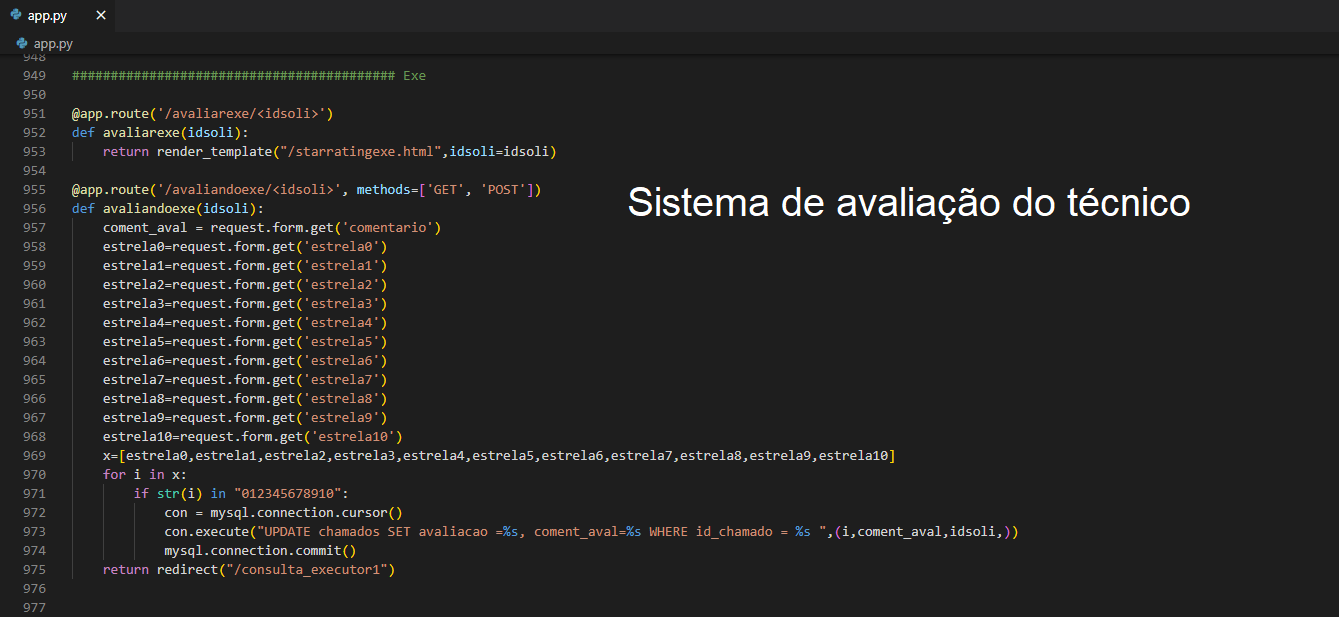 app.py
app.py
948
949 ########################################## Exe
950
951 @app.route('/avaliarexe/<idsoli>')
952 def avaliarexe(idsoli):
953 return render_template("/starratingexe.html",idsoli=idsoli)
954
955 @app.route('/avaliandoexe/<idsoli>', methods=['GET', 'POST'])
Sistema de avaliação do técnico
956 def avaliandoexe(idsoli):
957 coment_aval = request.form.get('comentario')
958 estrela0=request.form.get('estrela0')
959 estrela1=request.form.get('estrela1')
960 estrela2=request.form.get('estrela2')
961 estrela3=request.form.get('estrela3')
962 estrela4=request.form.get('estrela4')
963 estrela5=request.form.get('estrela5')
964 estrela6=request.form.get('estrela6')
965 estrela7=request.form.get('estrela7')
966 estrela8=request.form.get('estrela8')
967 estrela9=request.form.get('estrela9')
968 estrela10=request.form.get('estrela10')
969 x=[estrela0,estrela1,estrela2,estrela3,estrela4,estrela5,estrela6,estrela7,estrela8,estrela9,estrela10]
970 for i in x:
971 if str(i) in "012345678910":
972 con = mysql.connection.cursor()
973 con.execute("UPDATE chamados SET avaliacao =%s, coment_aval=%s WHERE id_chamado = %s ",(i,coment_aval,idsoli,))
974 mysql.connection.commit()
975 return redirect("/consulta_executor1")
976
977